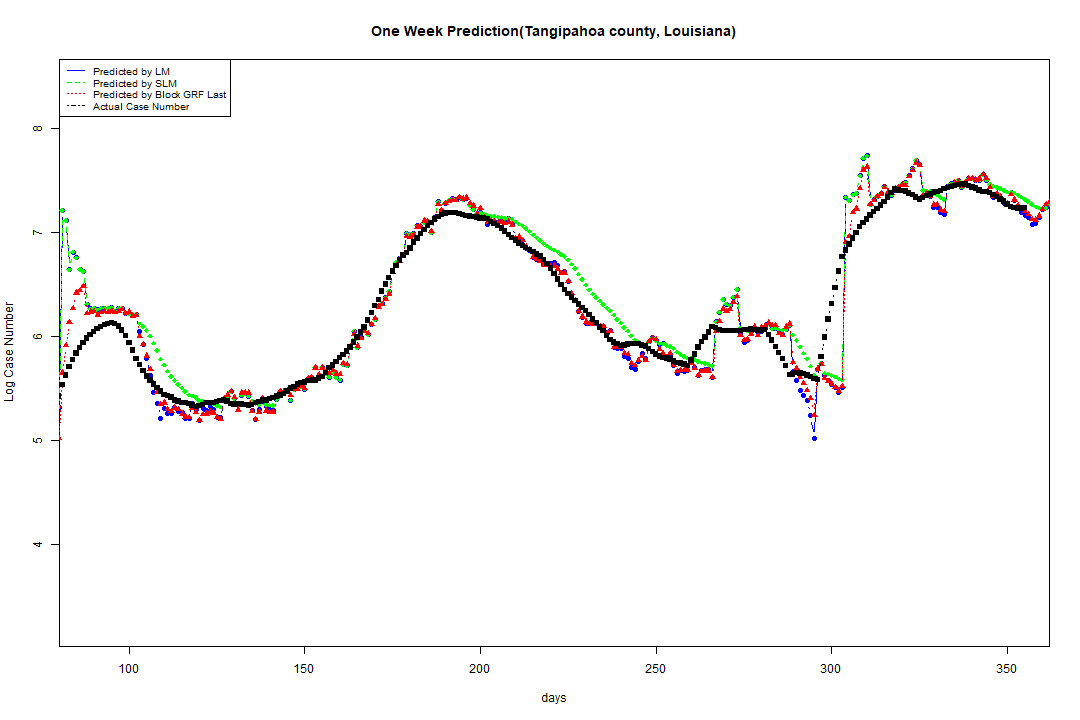 One Week Prediction(Tangipahoa county, Louisiana)
Predicted by LM
Predicted by SLM
Predicted by Block GRF Last
Actual Case Number
8
7
6
5
4
Log Case Number
100 150 200 250 300 350
days